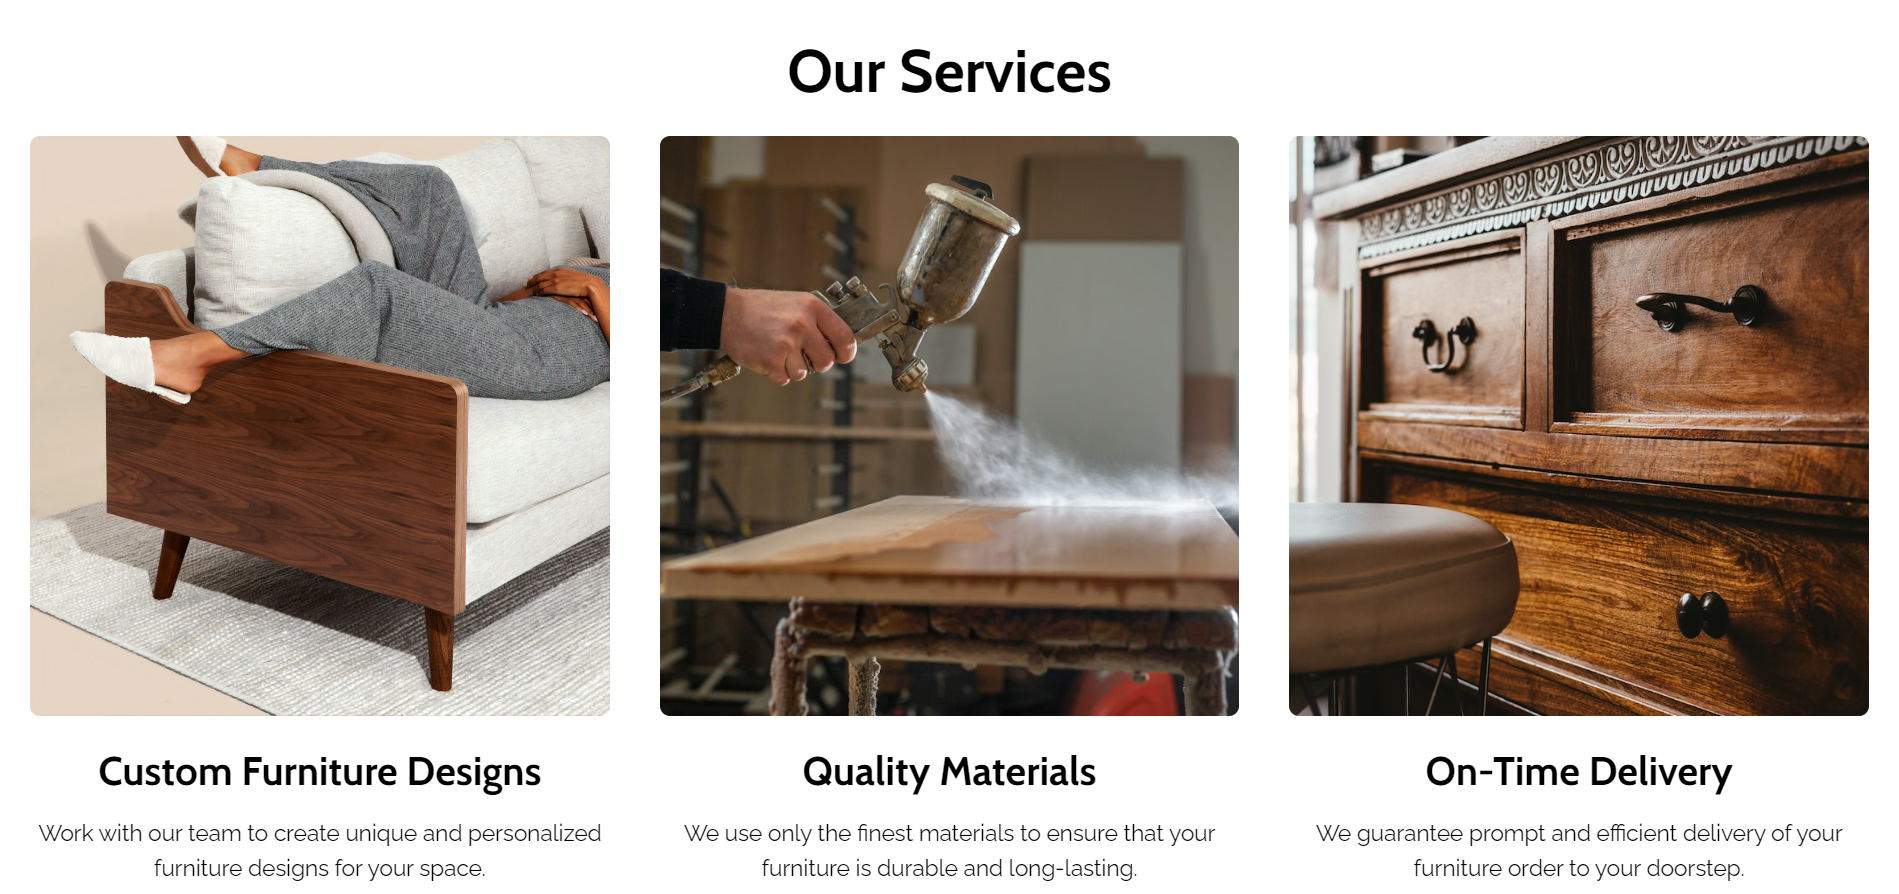 Our Services
Custom Furniture Designs
Work with our team to create unique and personalized
furniture designs for your space.
Quality Materials
We use only the finest materials to ensure that your
furniture is durable and long-lasting.
On-Time Delivery
We guarantee prompt and efficient delivery of your
furniture order to your doorstep.